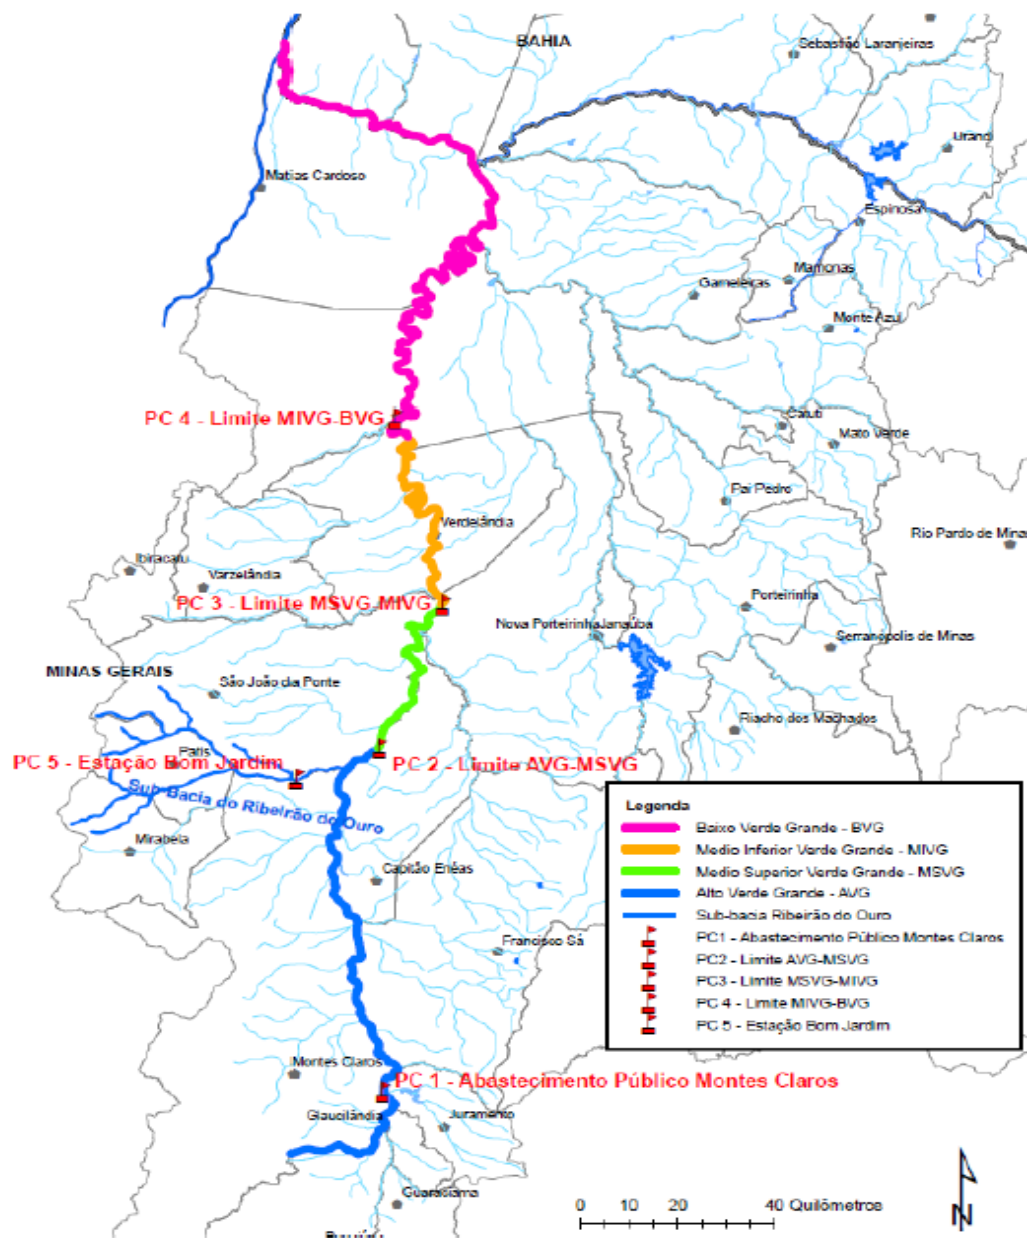 BAHIA
Sebastião Laranjeiras
Urandi
Matias Cardoso
Espinosa
Mamonas
Gameleiras
Monte Azul
PC 4 - Limite MIVG-BVG
Catuti
Mato Verde
Pai Pedro
Verdelândia
Rio Pardo de Minas
Ibiracatu
Varzelândia
PC 3 - Limite MSVG-MIVG
Porteirinha
Nova Porteirinha
Janaúba
Serranópolis de Minas
MINAS GERAIS
São João da Ponte
Riacho dos Machados
Patis
PC 5 - Estação Bom Jardim
PC 2 - Limite AVG-MSVG
Sub-Bacia do Ribeirão do Ouro
Mirabela
Capitão Enéas
Francisco Sá
Legenda
Baixo Verde Grande - BVG
Medio Inferior Verde Grande - MIVG
Medio Superior Verde Grande - MSVG
Alto Verde Grande - AVG
Sub-bacia Ribeirão do Ouro
PC1 - Abastecimento Público Montes Claros
PC2 - Limite AVG-MSVG
PC3 - Limite MSVG-MIVG
PC 4 - Limite MIVG-BVG
PC 5 - Estação Bom Jardim
Montes Claros
PC 1 - Abastecimento Público Montes Claros
Glaucilândia
Juramento
Guaraciama
0 10 20 40 Quilômetros
N